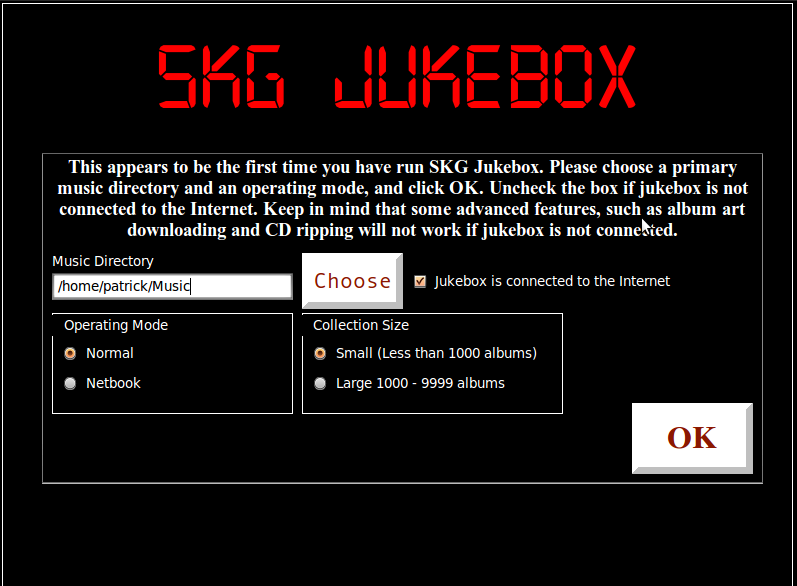 SKG JUKEBOX
This appears to be the first time you have run SKG Jukebox. Please choose a primary
music directory and an operating mode, and click OK. Uncheck the box if jukebox is not
connected to the Internet. Keep in mind that some advanced features, such as album art
downloading and CD ripping will not work if jukebox is not connected.
Music Directory
/home/patrick/Music
Choose
Jukebox is connected to the Internet
Operating Mode
Normal
Netbook
Collection Size
Small (Less than 1000 albums)
Large 1000 - 9999 albums
OK